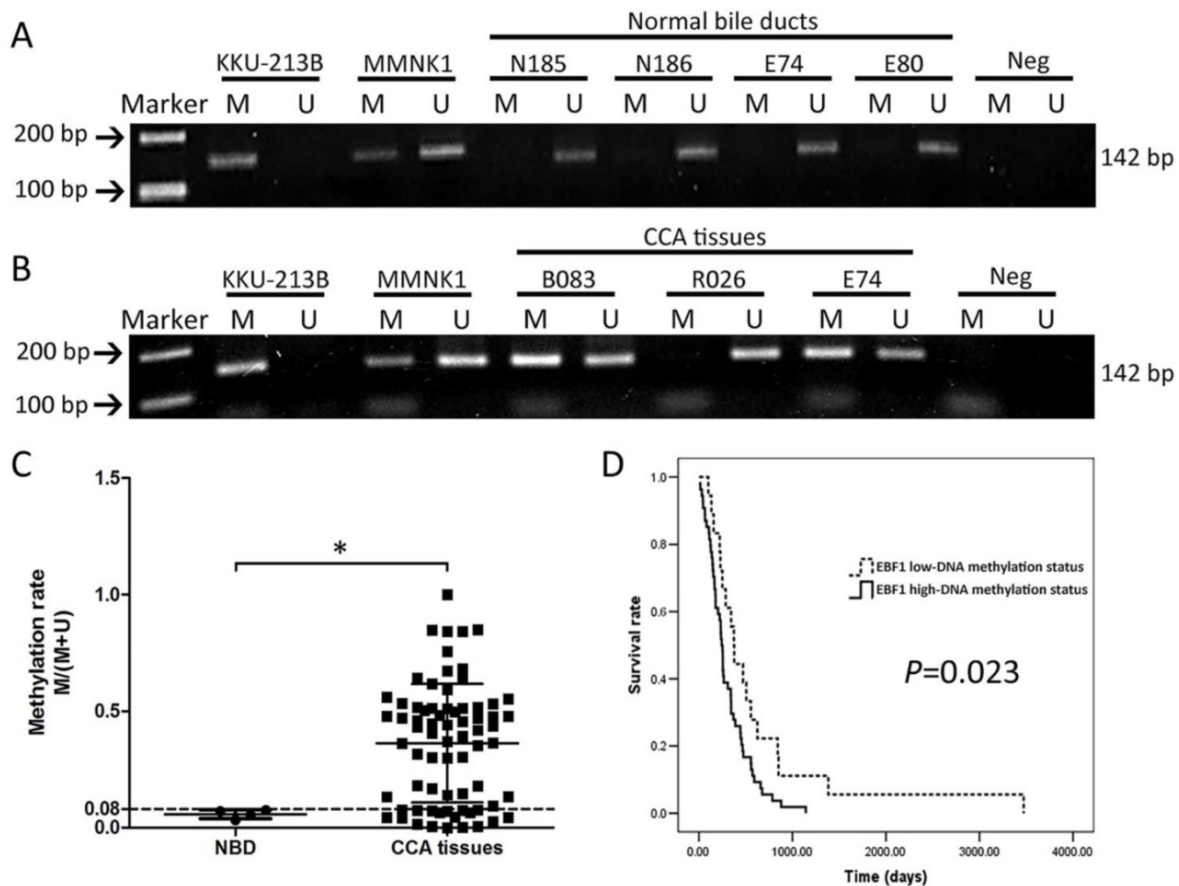 A
Normal bile ducts
KKU-213B MMNK1 N185 N186 E74 E80 Neg
Marker M U M U M U M U M U M U M U
200 bp →
142 bp
100 bp →
CCA tissues
B
KKU-213B MMNK1 B083 R026 E74 Neg
Marker M U M U M U M U M U M U
200 bp →
142 bp
100 bp →
C
Methylation rate
M/(M+U)
1.5
1.0
0.5
0.08
0.0
*
NBD CCA tissues
D
Survival rate
1.0
0.8
0.6
0.4
0.2
0.0
EBF1 low-DNA methylation status
EBF1 high-DNA methylation status
P=0.023
0.00 1000.00 2000.00 3000.00 4000.00
Time (days)